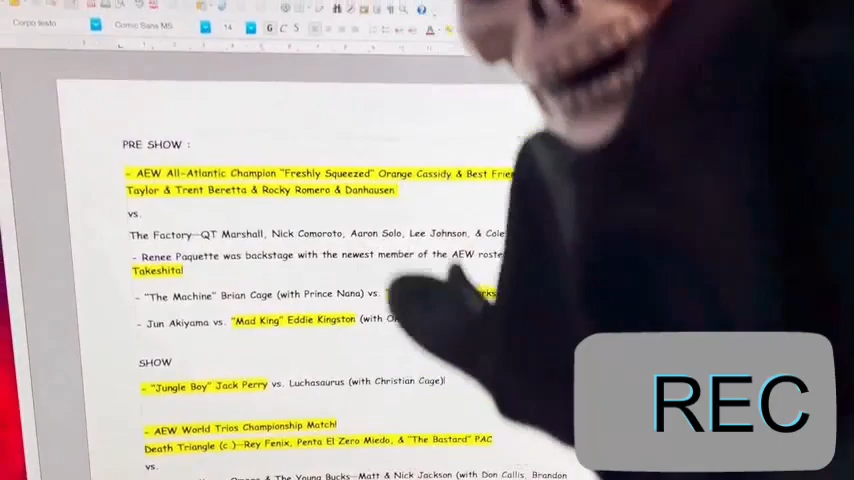 Corpo testo
Comic Sans MS
14
G C S
PRE SHOW :
- AEW All-Atlantic Champion "Freshly Squeezed" Orange Cassidy & Best
Taylor & Trent Beretta & Rocky Romero & Danhausen
vs.
The Factory—QT Marshall, Nick Comoroto, Aaron Solo, Lee Johnson, & Cole
- Renee Paquette was backstage with the newest member of the AEW
Takeshita!
- "The Machine" Brian Cage (with Prince Nana) vs.
- Jun Akiyama vs. "Mad King" Eddie Kingston (with
SHOW
- "Jungle Boy" Jack Perry vs. Luchasaurus (with Christian Cage)!
- AEW World Trios Championship Match!
Death Triangle (c.)—Rey Fenix, Penta El Zero Miedo, & "The Bastard" PAC
vs.
& The Young Bucks—Matt & Nick Jackson (with Don Callis, Brandon
REC